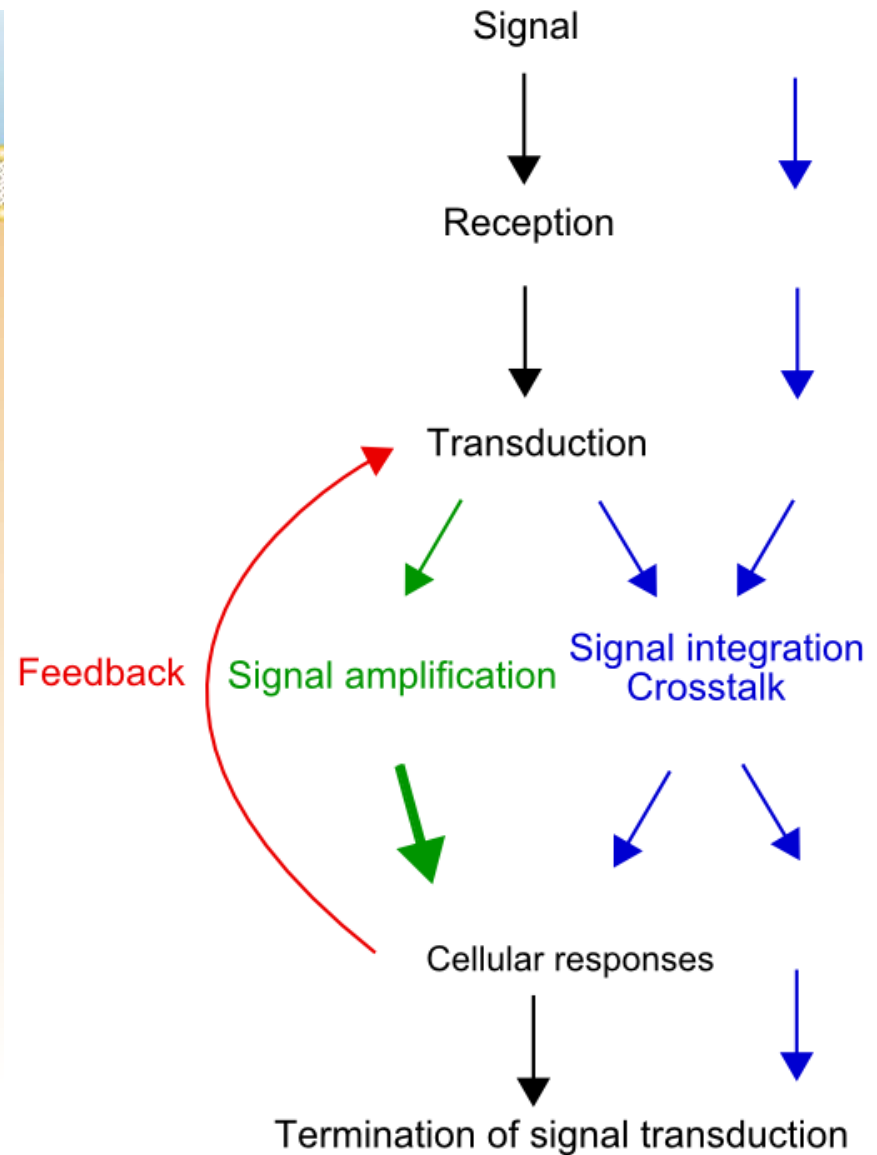 Signal
Reception
Transduction
Feedback
Signal amplification
Signal integration
Crosstalk
Cellular responses
Termination of signal transduction